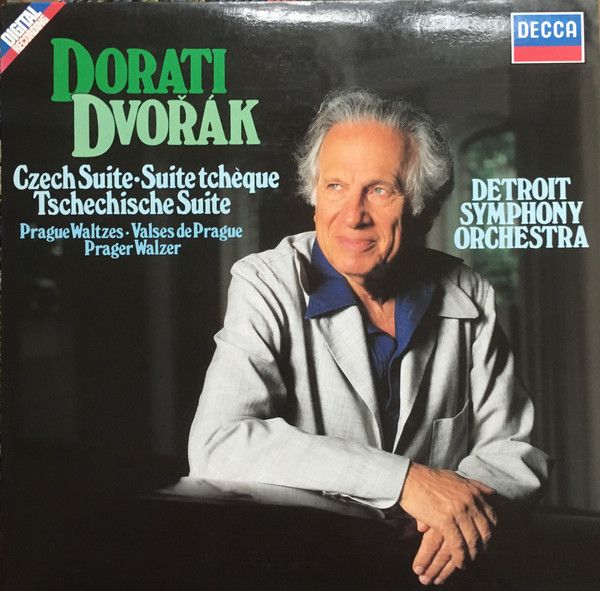 DIGITAL
RECORDING
DECCA
DORATI
DVOŘÁK
Czech Suite·Suite tchèque
Tschechische Suite
Prague Waltzes·Valses de Prague
Prager Walzer
DETROIT
SYMPHONY
ORCHESTRA